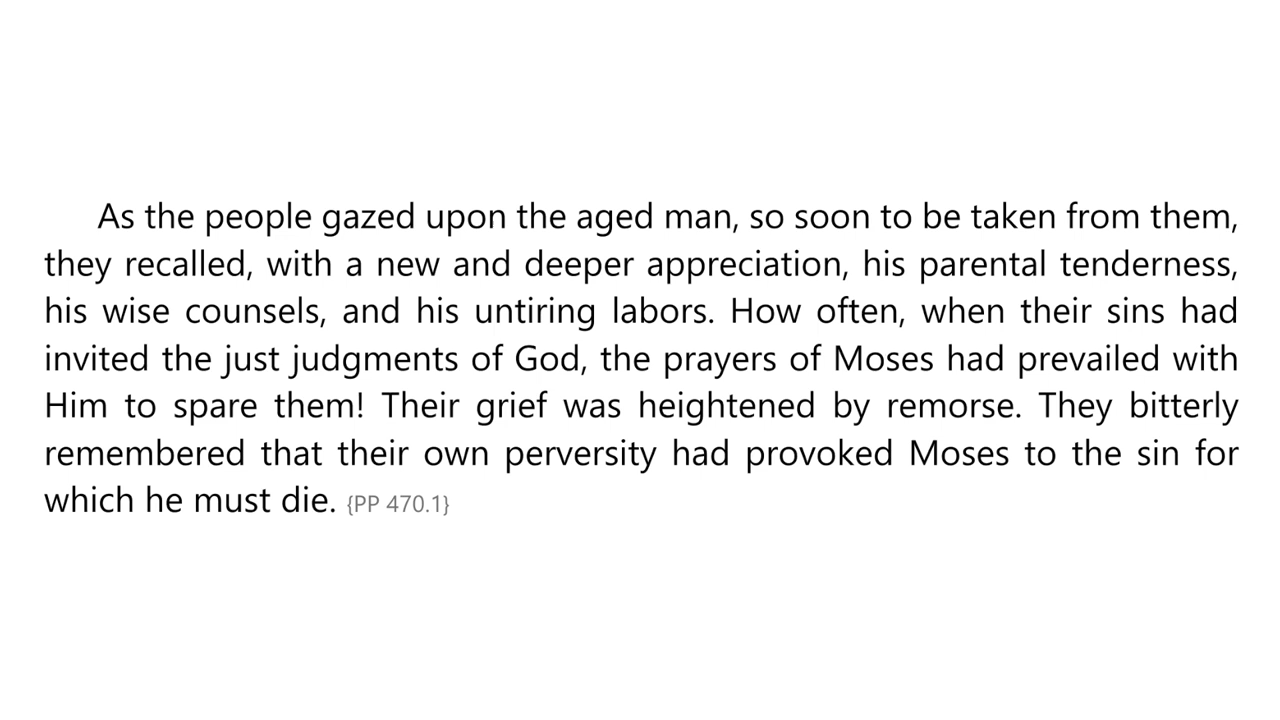 As the people gazed upon the aged man, so soon to be taken from them,
they recalled, with a new and deeper appreciation, his parental tenderness,
his wise counsels, and his untiring labors. How often, when their sins had
invited the just judgments of God, the prayers of Moses had prevailed with
Him to spare them! Their grief was heightened by remorse. They bitterly
remembered that their own perversity had provoked Moses to the sin for
which he must die. {PP 470.1}